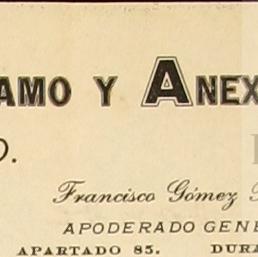 AMO Y ANEX
O.
Francisco Gómez
APODERADO GENE
APARTADO 85. DURA